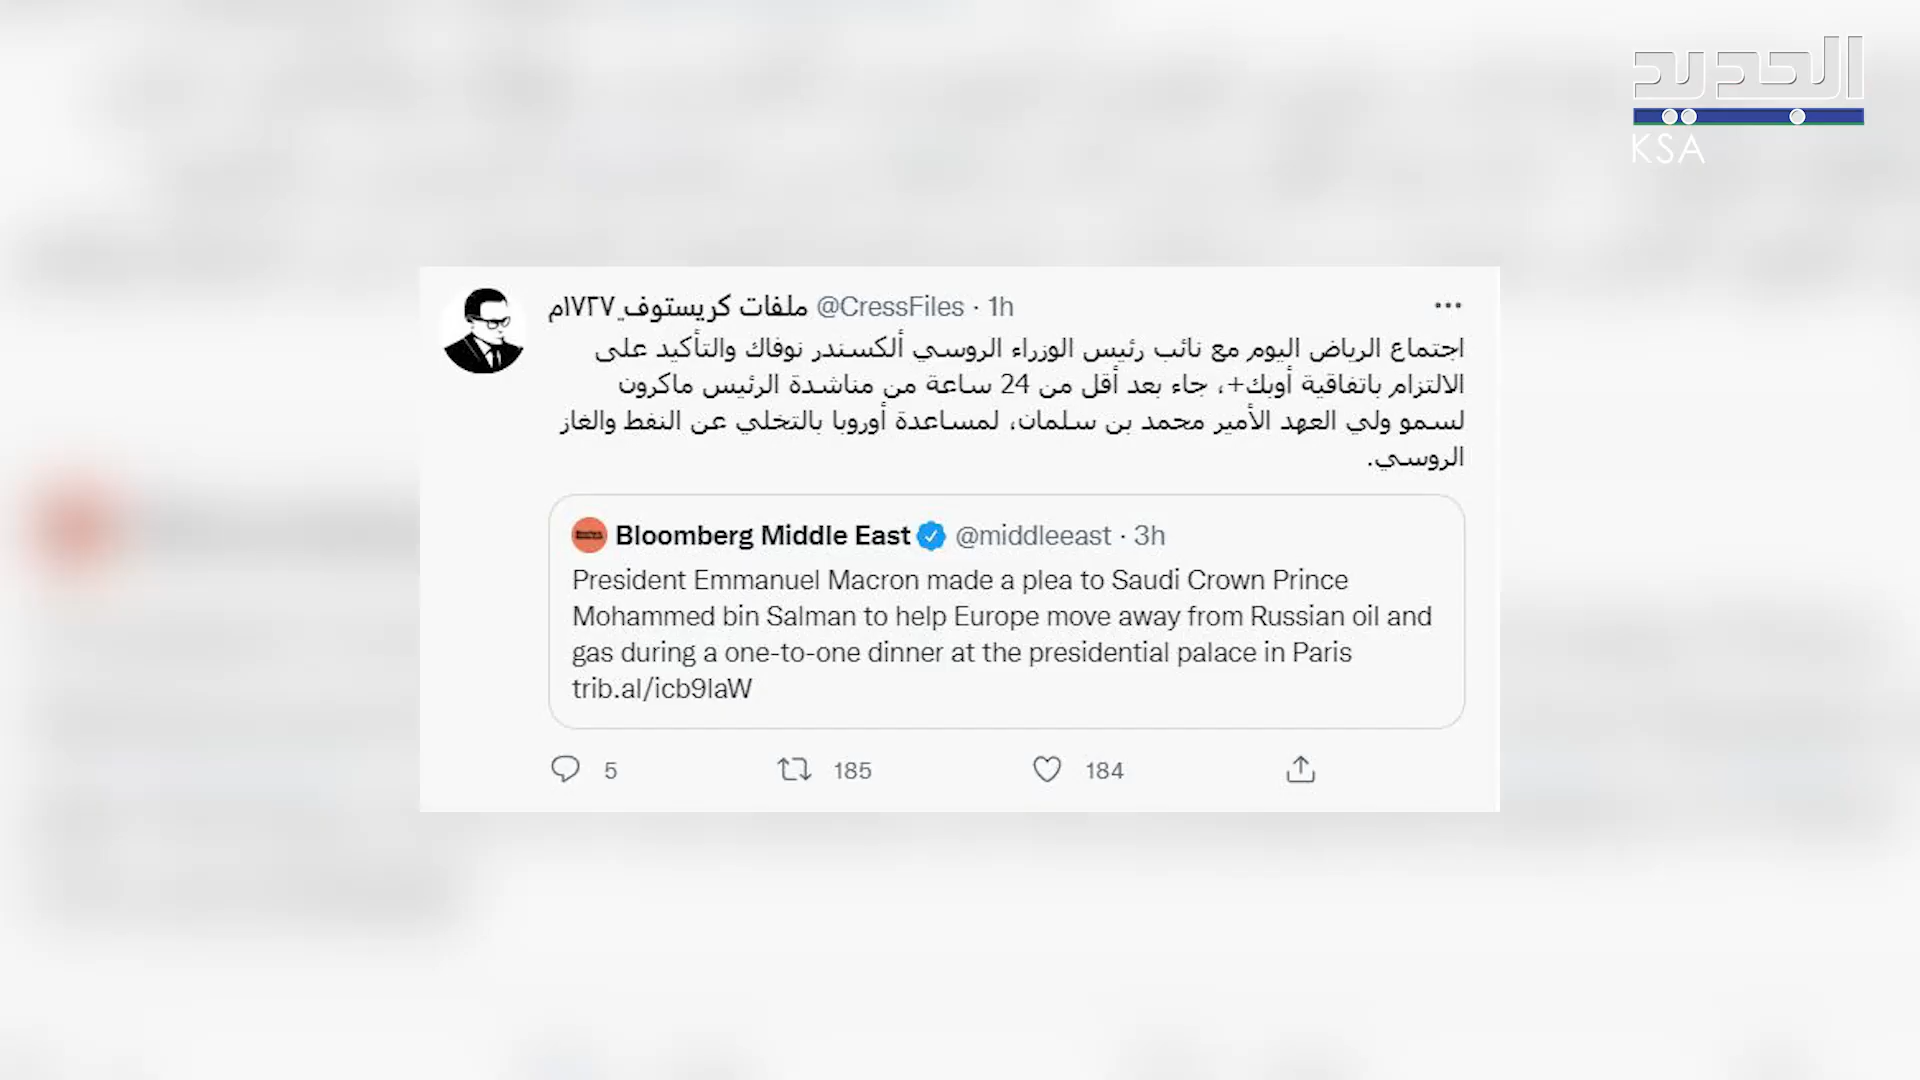 الجديد
KSA
ملفات كريستوف_١٧٢٧م @CressFiles · 1h
اجتماع الرياض اليوم مع نائب رئيس الوزراء الروسي ألكسندر نوفاك والتأكيد على
الالتزام باتفاقية أوبك+، جاء بعد أقل من 24 ساعة من مناشدة الرئيس ماكرون
لسمو ولي العهد الأمير محمد بن سلمان، لمساعدة أوروبا بالتخلي عن النفط والغاز
الروسي.
Bloomberg Middle East @middleeast · 3h
President Emmanuel Macron made a plea to Saudi Crown Prince
Mohammed bin Salman to help Europe move away from Russian oil and
gas during a one-to-one dinner at the presidential palace in Paris
trib.al/icb9laW
5 185 184